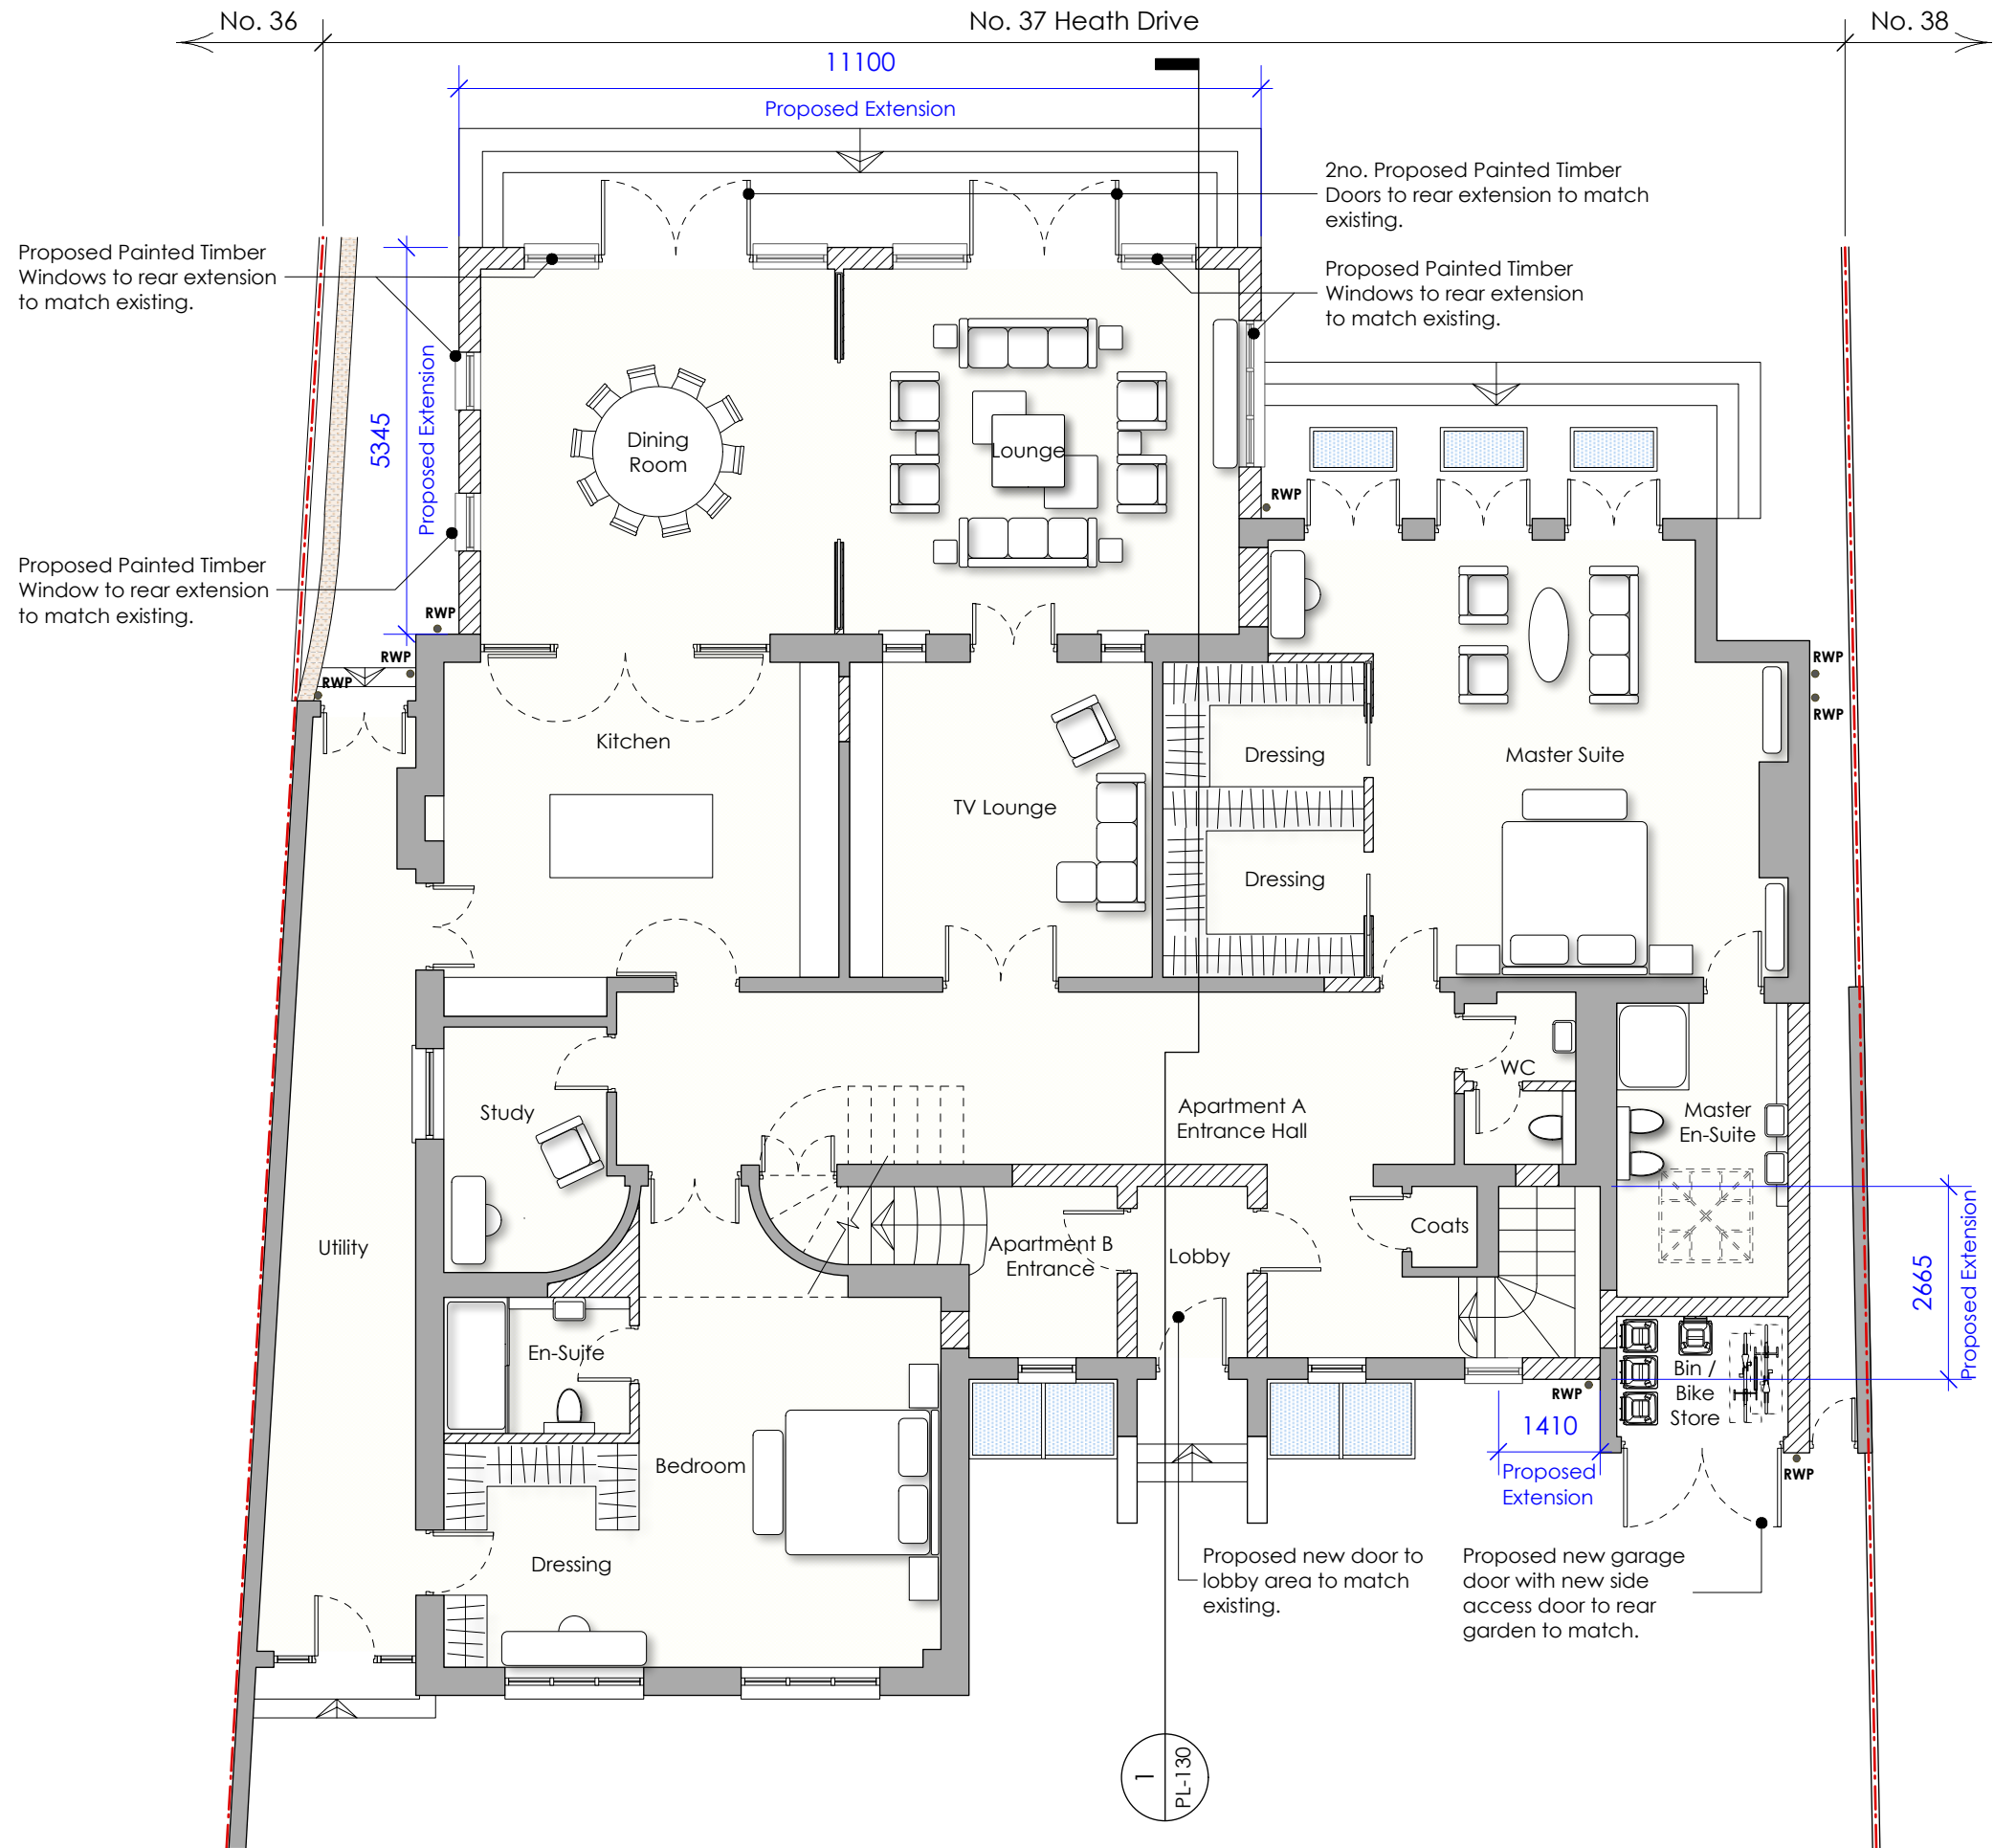 No. 36
No. 37 Heath Drive
No. 38
11100
Proposed Extension
2no. Proposed Painted Timber
Doors to rear extension to match
existing.
Proposed Painted Timber
Windows to rear extension
to match existing.
Proposed Painted Timber
Windows to rear extension
to match existing.
5345
Proposed Extension
Dining
Room
Lounge
RWP
Proposed Painted Timber
Window to rear extension
to match existing.
RWP
RWP
RWP
RWP
RWP
Kitchen
TV Lounge
Dressing
Master Suite
Dressing
WC
Study
Apartment A
Entrance Hall
Master
En-Suite
Utility
Apartment B
Entrance
Lobby
Coats
2665
Proposed Extension
En-Suite
Bin /
Bike
Store
RWP
1410
Proposed
Extension
RWP
Bedroom
Dressing
Proposed new door to
lobby area to match
existing.
Proposed new garage
door with new side
access door to rear
garden to match.
1
PL-130